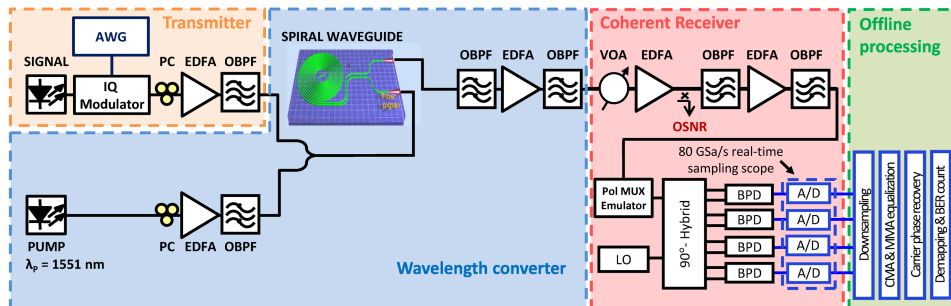 Transmitter
AWG
SIGNAL
IQ
Modulator
PC EDFA OBPF
SPIRAL WAVEGUIDE
OBPF EDFA OBPF
PUMP
λP = 1551 nm
PC EDFA OBPF
Wavelength converter
Coherent Receiver
VOA EDFA OBPF EDFA OBPF
OSNR
80 GSa/s real-time
sampling scope
Pol MUX
Emulator
LO
90°- Hybrid
BPD A/D
BPD A/D
BPD A/D
BPD A/D
Offline
processing
Downsampling
CMA & MMA equalization
Carrier phase recovery
Demapping & BER count